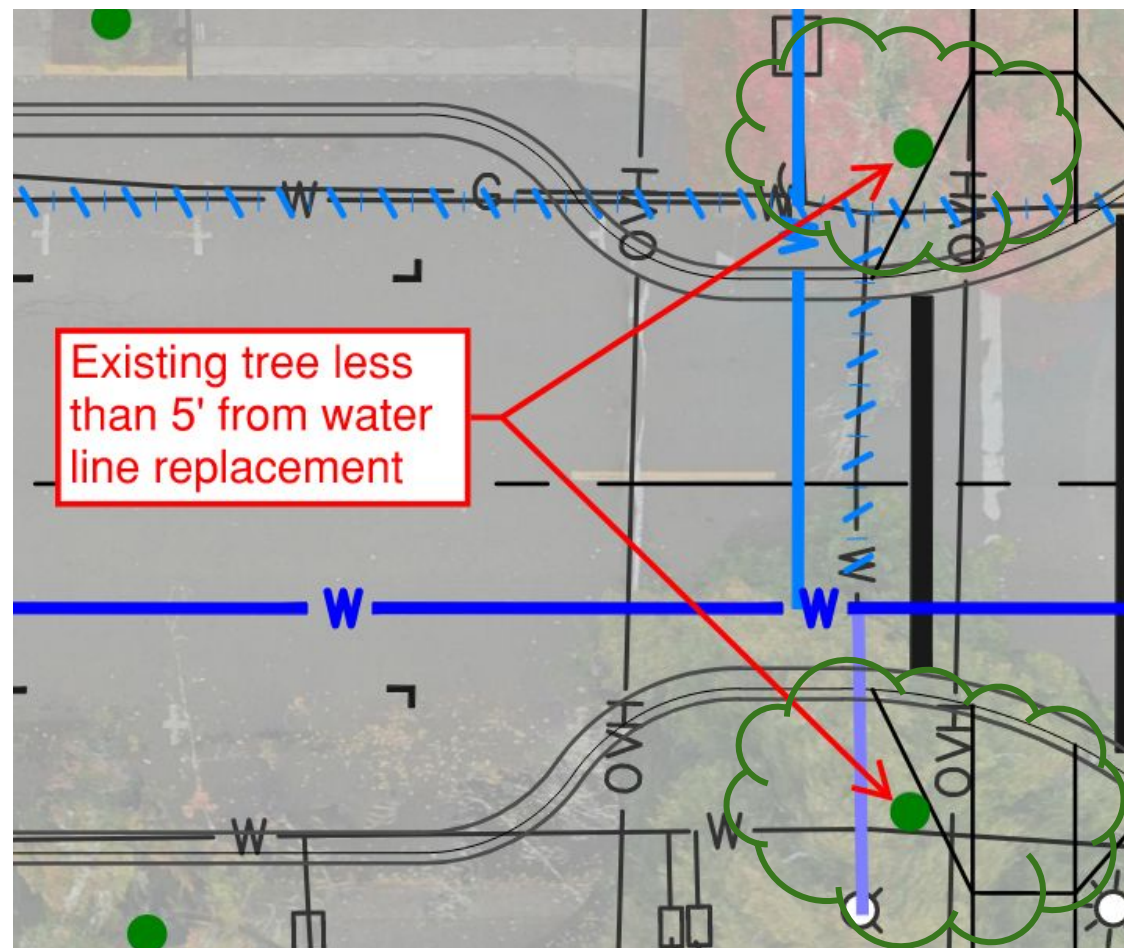 W
G
W
OVH
OVH
W
Existing tree less
than 5' from water
line replacement
W
W
W
OVH
OVH
W
W